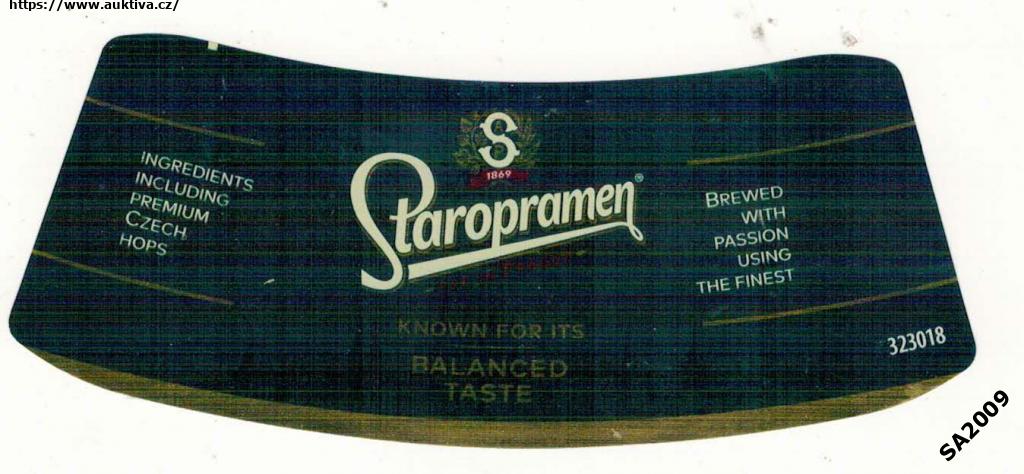 https://www.auktiva.cz/
S
1869
Staropramen®
INGREDIENTS
INCLUDING
PREMIUM
CZECH
HOPS
BREWED
WITH
PASSION
USING
THE FINEST
KNOWN FOR ITS
BALANCED
TASTE
323018
SA2009